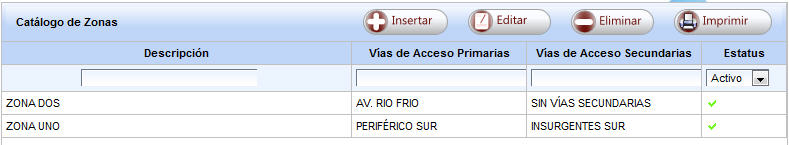 Catálogo de Zonas Insertar Editar Eliminar Imprimir
Descripción Vías de Acceso Primarias Vías de Acceso Secundarias Estatus
Activo
ZONA DOS AV. RIO FRIO SIN VÍAS SECUNDARIAS
ZONA UNO PERIFÉRICO SUR INSURGENTES SUR